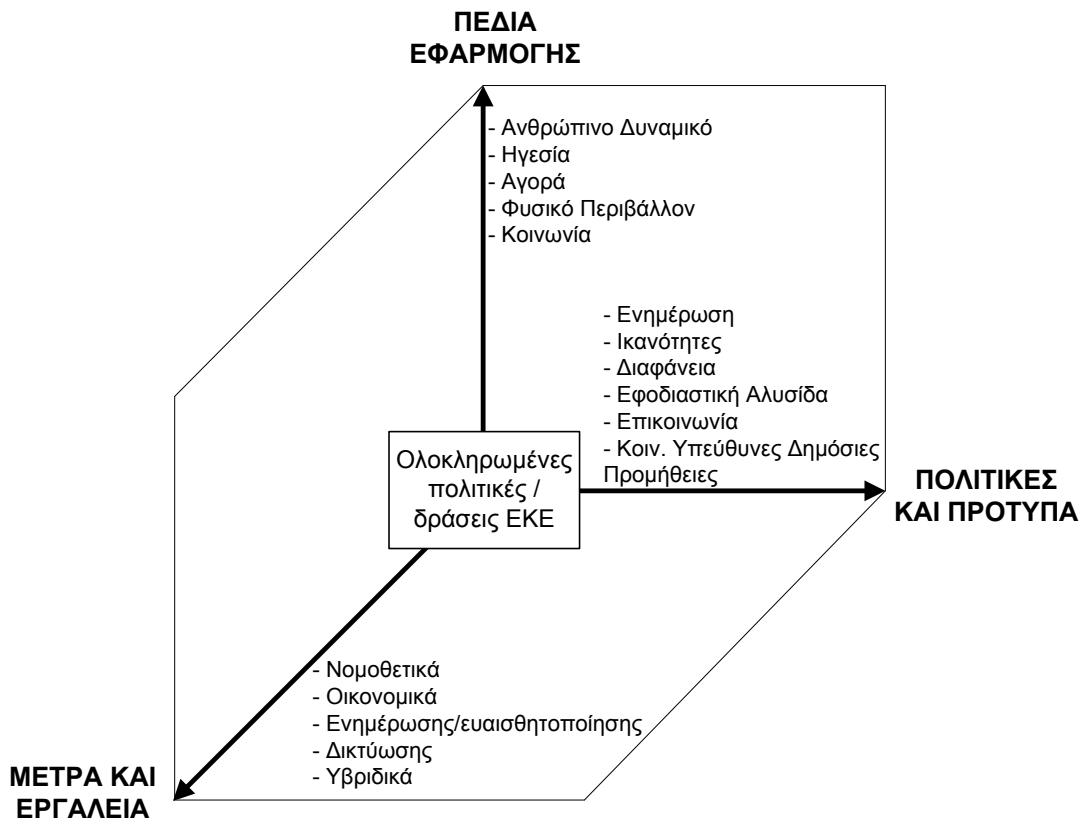 ΠΕΔΙΑ
ΕΦΑΡΜΟΓΗΣ
- Ανθρώπινο Δυναμικό
- Ηγεσία
- Αγορά
- Φυσικό Περιβάλλον
- Κοινωνία
- Ενημέρωση
- Ικανότητες
- Διαφάνεια
- Εφοδιαστική Αλυσίδα
- Επικοινωνία
- Κοιν. Υπεύθυνες Δημόσιες
Προμήθειες
Ολοκληρωμένες
πολιτικές /
δράσεις ΕΚΕ
ΠΟΛΙΤΙΚΕΣ
ΚΑΙ ΠΡΟΤΥΠΑ
- Νομοθετικά
- Οικονομικά
- Ενημέρωσης/ευαισθητοποίησης
- Δικτύωσης
- Υβριδικά
ΜΕΤΡΑ ΚΑΙ
ΕΡΓΑΛΕΙΑ